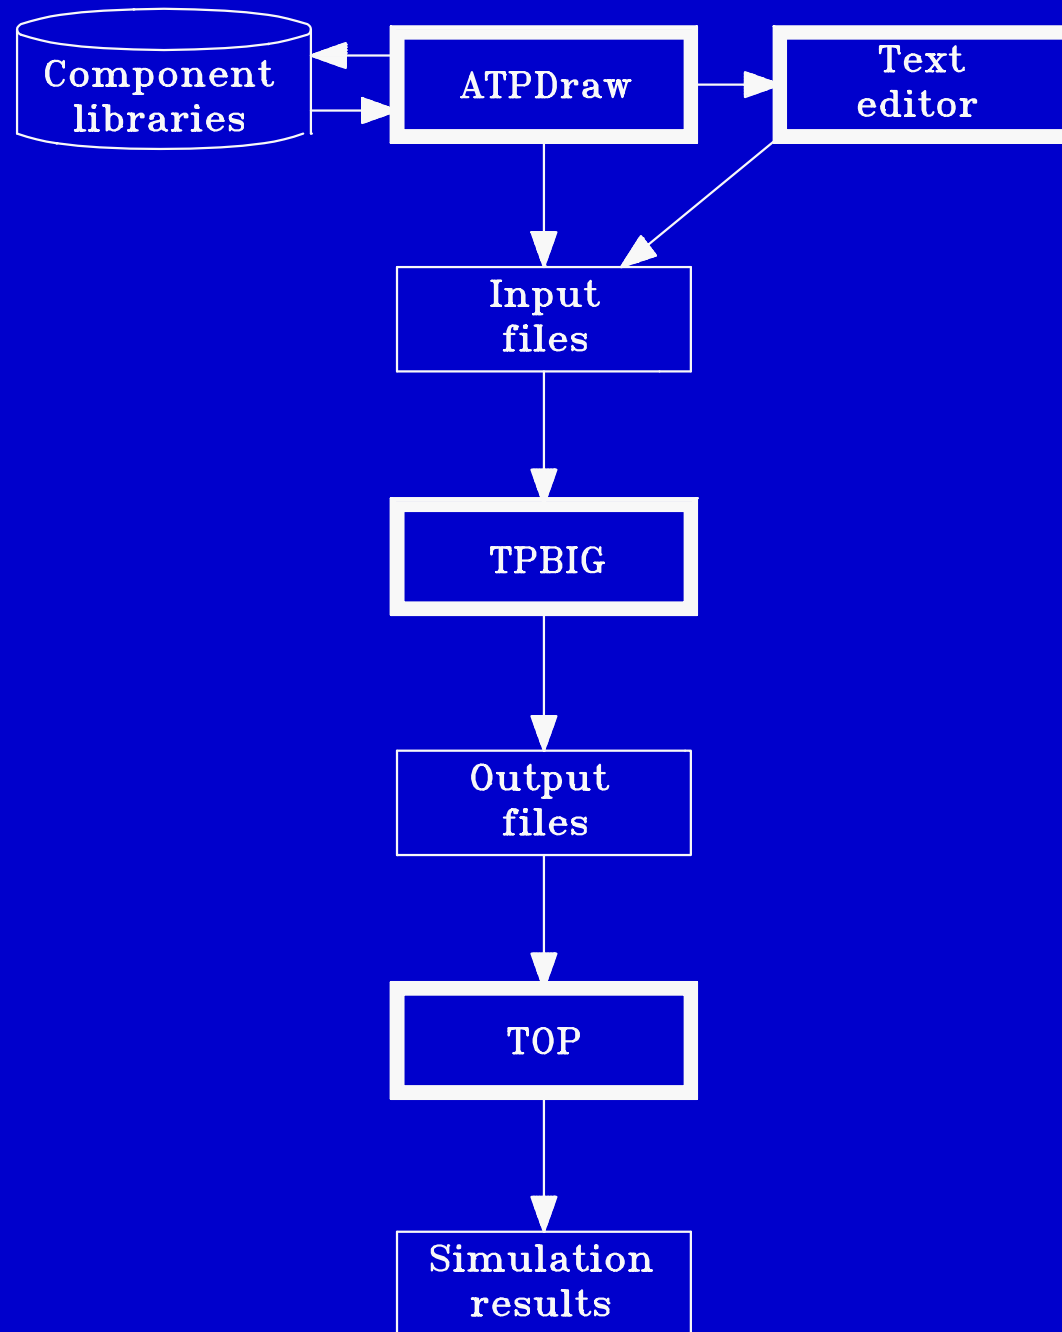 Component
libraries
ATPDraw
Text
editor
Input
files
TPBIG
Output
files
TOP
Simulation
results